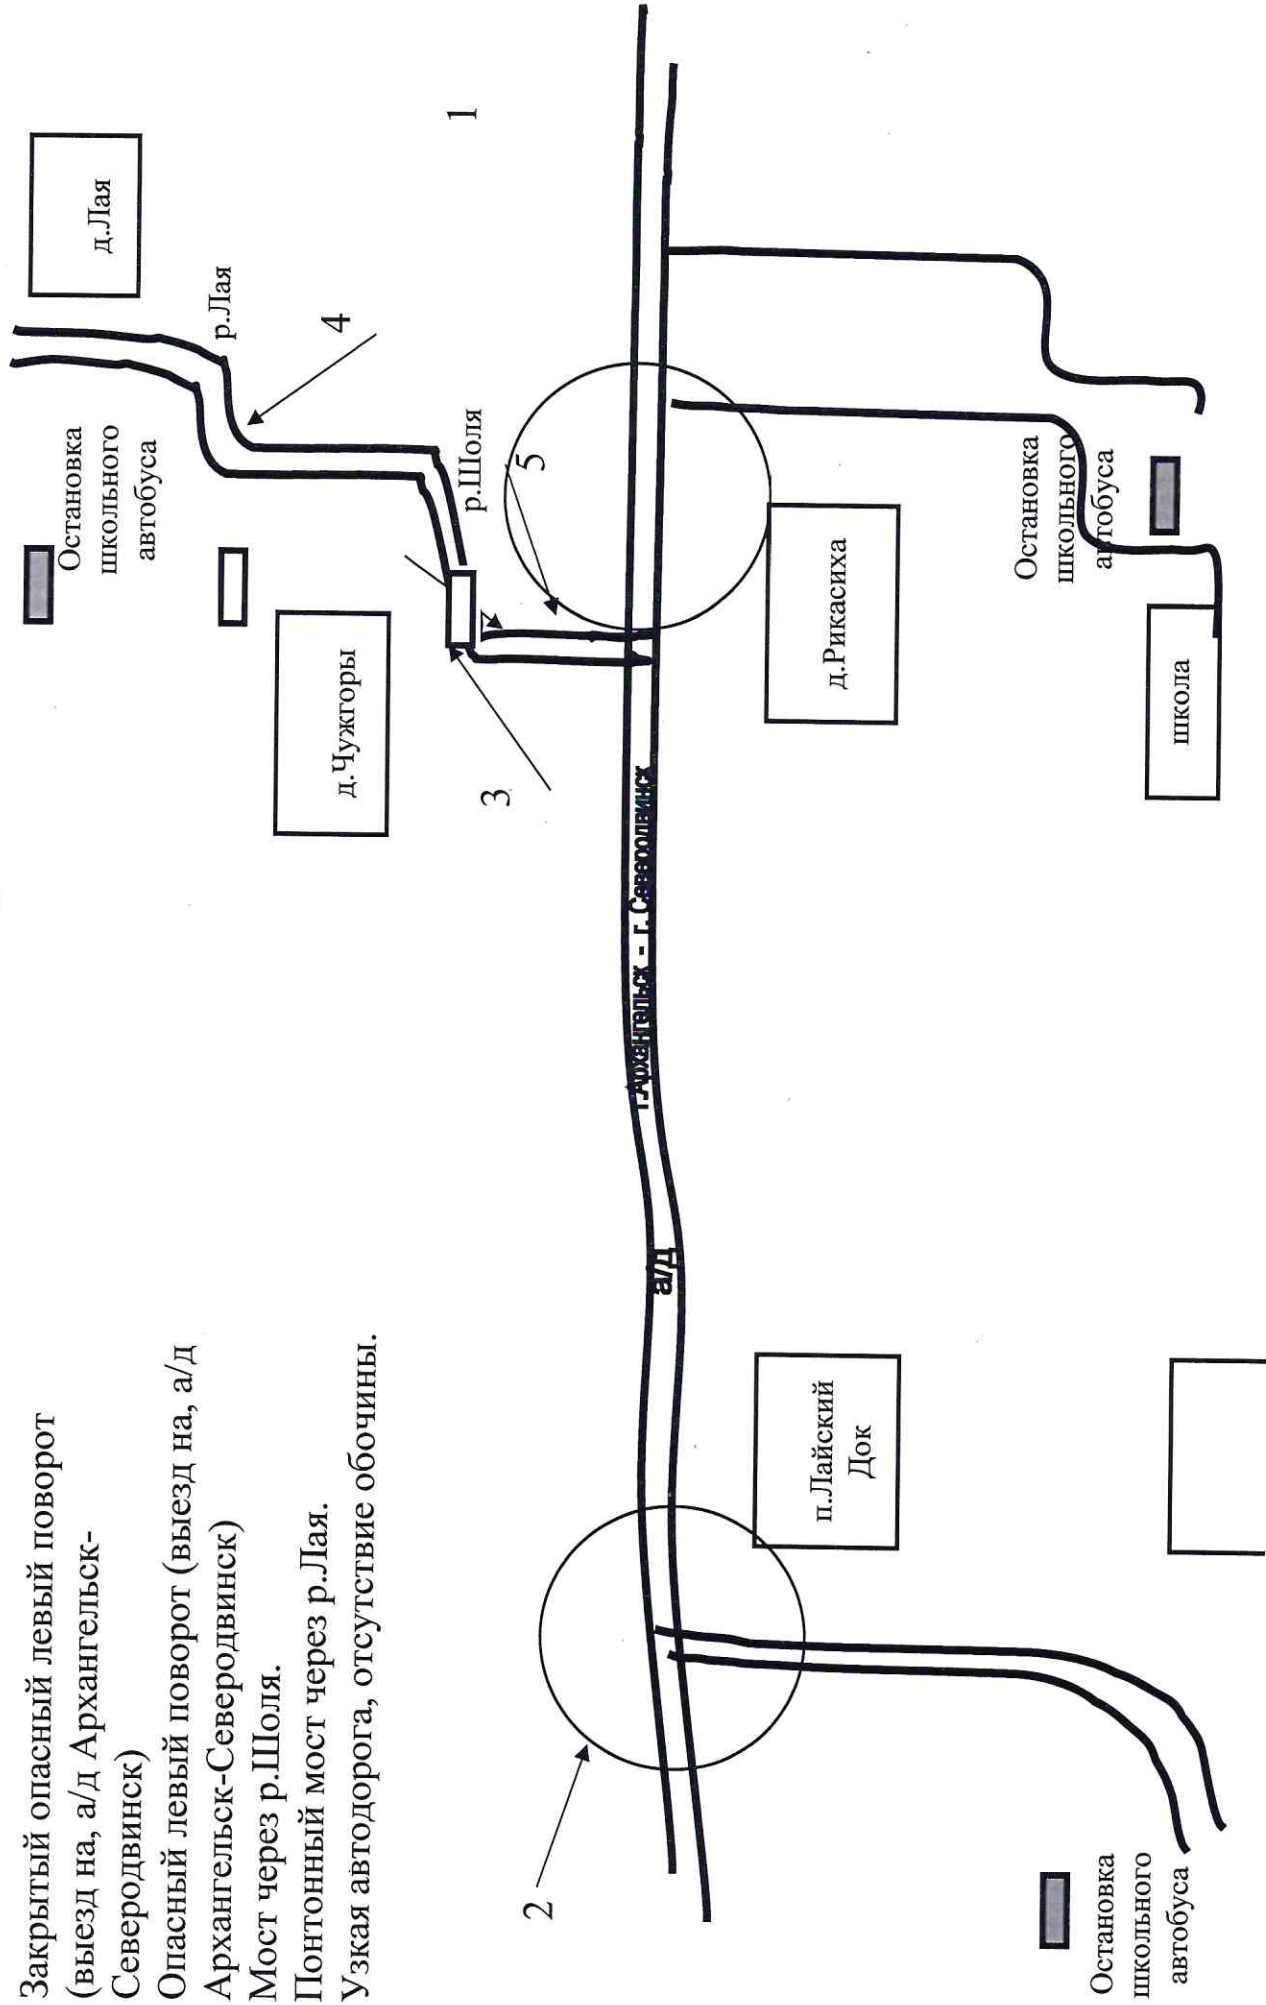 Закрытый опасный левый поворот
(выезд на, а/д Архангельск-
Северодвинск)
Опасный левый поворот (выезд на, а/д
Архангельск-Северодвинск)
Мост через р.Шоля.
Понтонный мост через р.Лая.
Узкая автодорога, отсутствие обочины.
Остановка
школьного
автобуса
д.Лая
р.Лая
4
1
д.Чужгоры
р.Шоля
3
5
2
а/д
г.Архангельск - г. Северодвинск
п.Лайский
Док
д.Рикасиха
Остановка
школьного
автобуса
Остановка
школьного
автобуса
школа